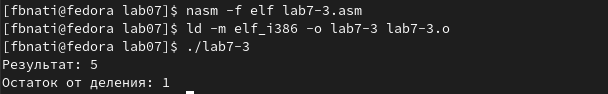 [fbnati@fedora lab07]$ nasm -f elf lab7-3.asm
[fbnati@fedora lab07]$ ld -m elf_i386 -o lab7-3 lab7-3.o
[fbnati@fedora lab07]$ ./lab7-3
Результат: 5
Остаток от деления: 1